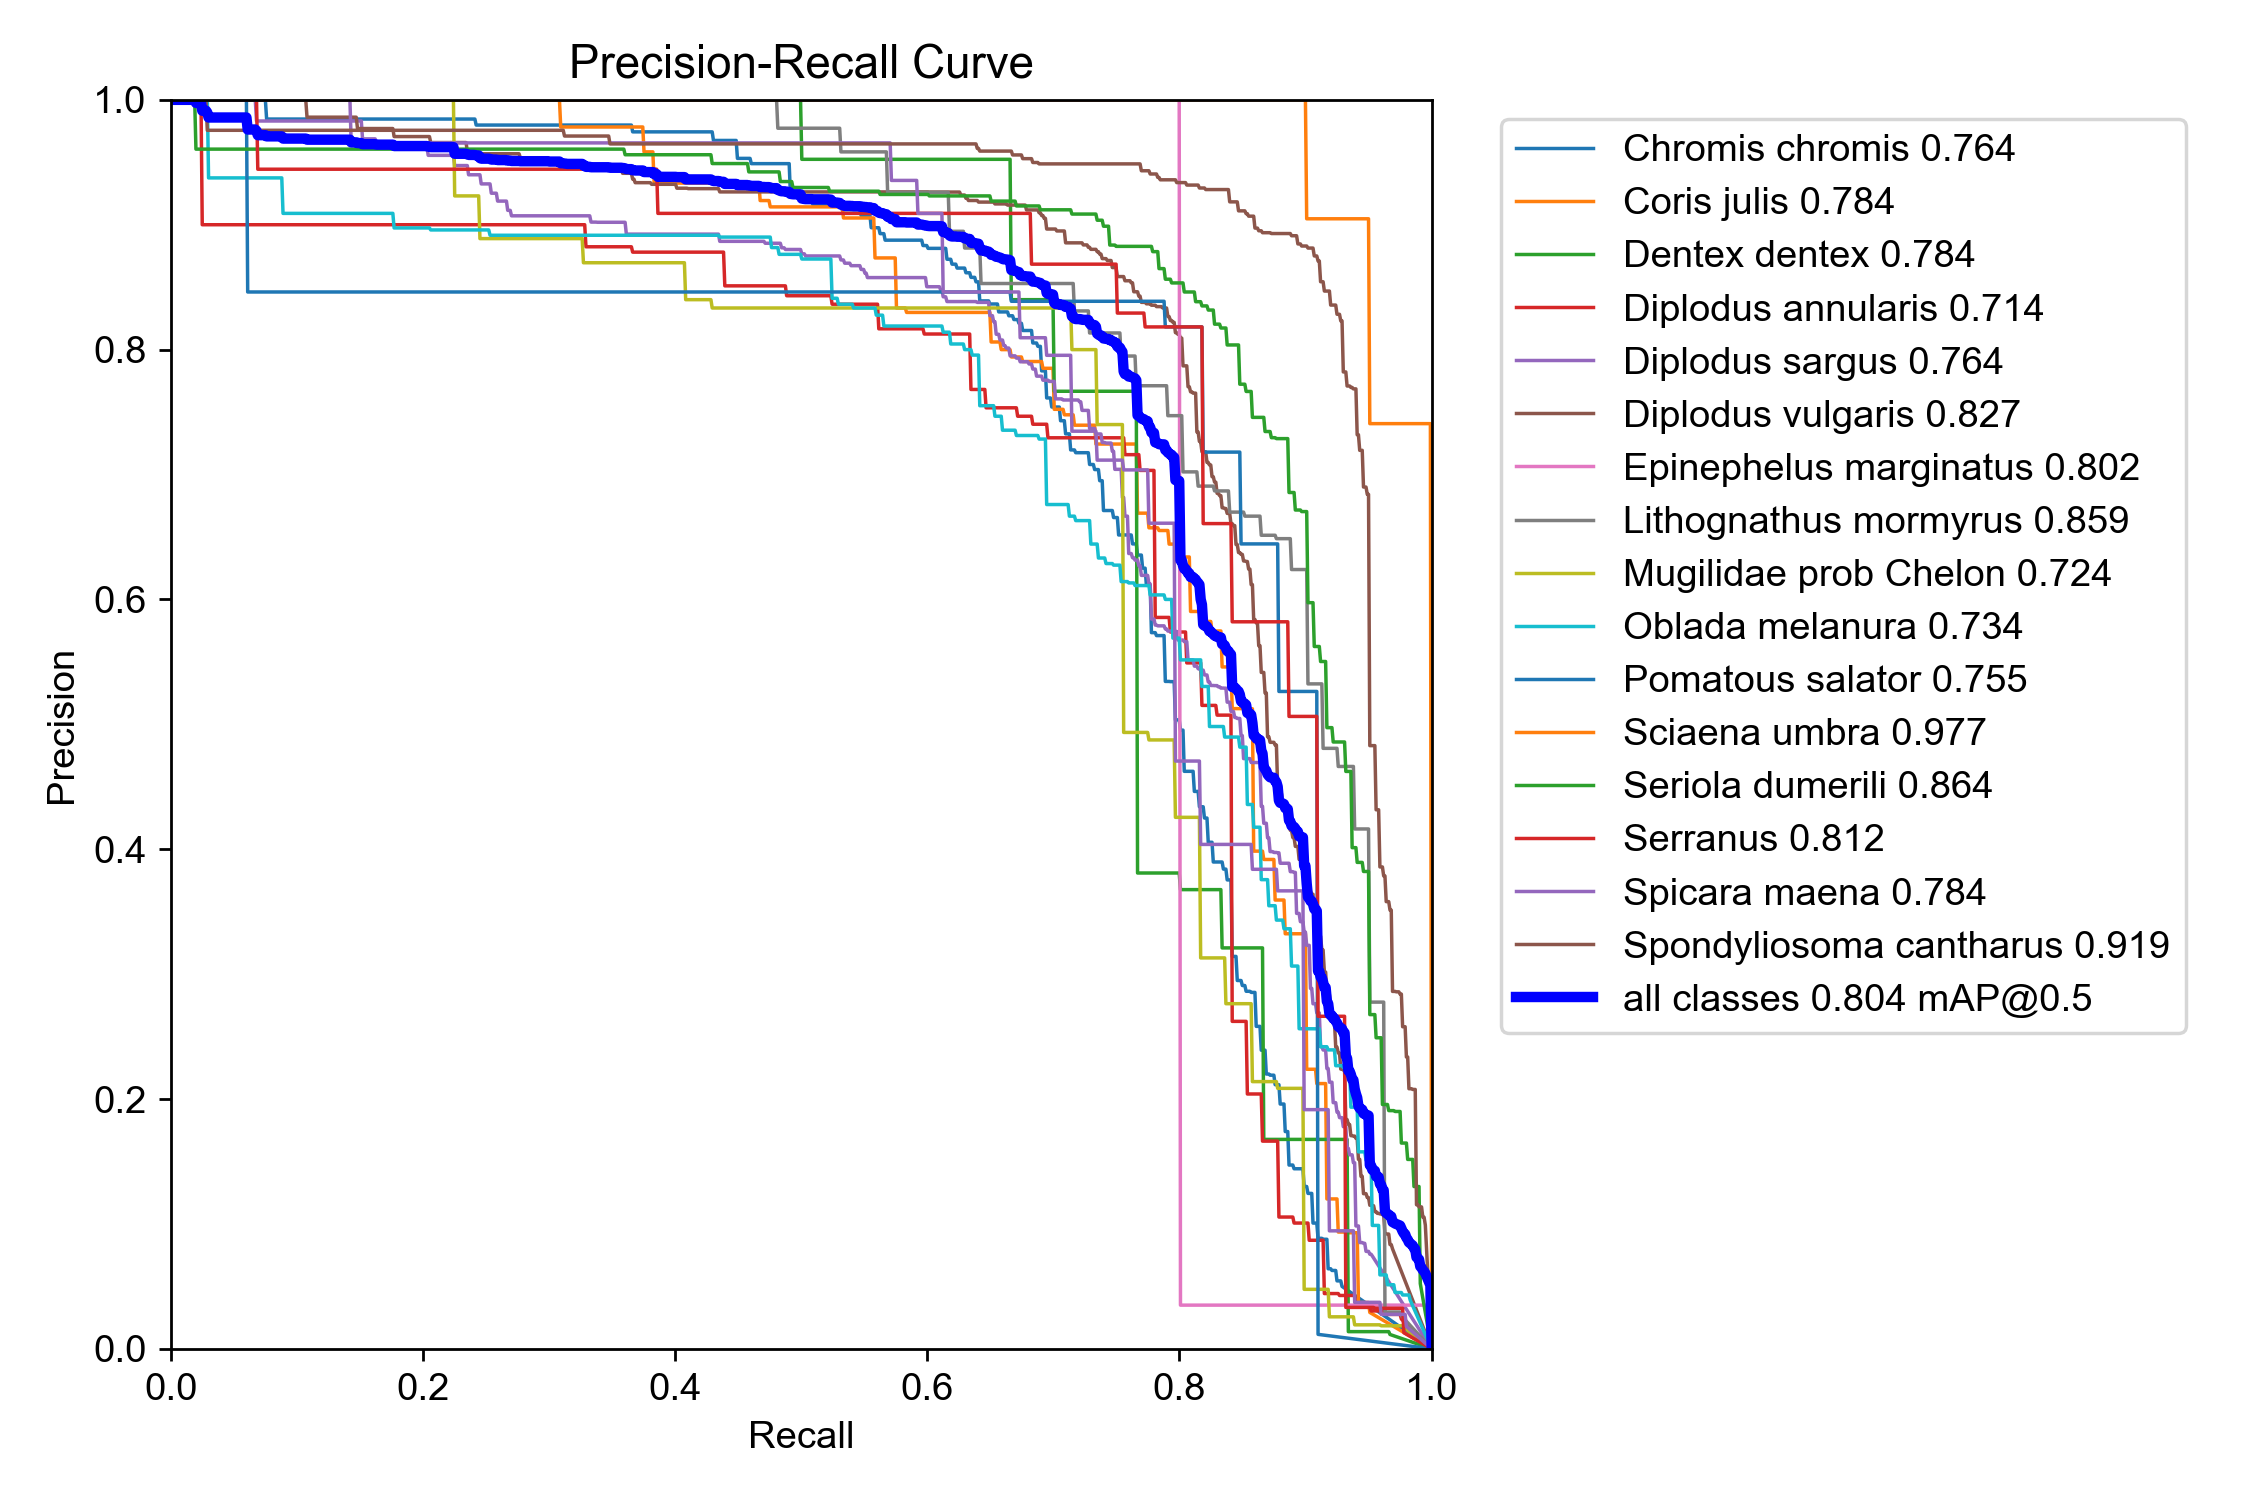 Precision-Recall Curve
1.0
0.8
0.6
0.4
0.2
0.0
Precision
0.0 0.2 0.4 0.6 0.8 1.0
Recall
Chromis chromis 0.764
Coris julis 0.784
Dentex dentex 0.784
Diplodus annularis 0.714
Diplodus sargus 0.764
Diplodus vulgaris 0.827
Epinephelus marginatus 0.802
Lithognathus mormyrus 0.859
Mugilidae prob Chelon 0.724
Oblada melanura 0.734
Pomatous salator 0.755
Sciaena umbra 0.977
Seriola dumerili 0.864
Serranus 0.812
Spicara maena 0.784
Spondyliosoma cantharus 0.919
all classes 0.804 mAP@0.5